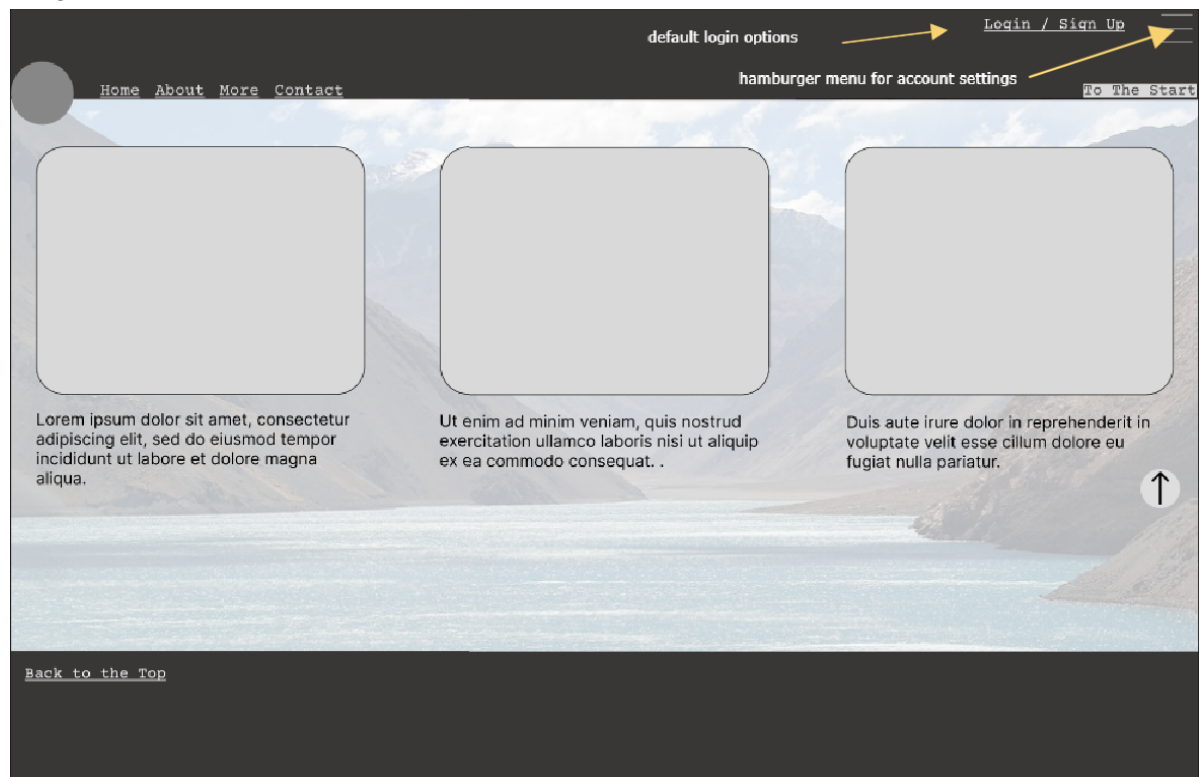 Login / Sign Up
default login options
hamburger menu for account settings
Home About More Contact
To The Start
Lorem ipsum dolor sit amet, consectetur
adipiscing elit, sed do eiusmod tempor
incididunt ut labore et dolore magna
aliqua.
Ut enim ad minim veniam, quis nostrud
exercitation ullamco laboris nisi ut aliquip
ex ea commodo consequat. .
Duis aute irure dolor in reprehenderit in
voluptate velit esse cillum dolore eu
fugiat nulla pariatur.
Back to the Top